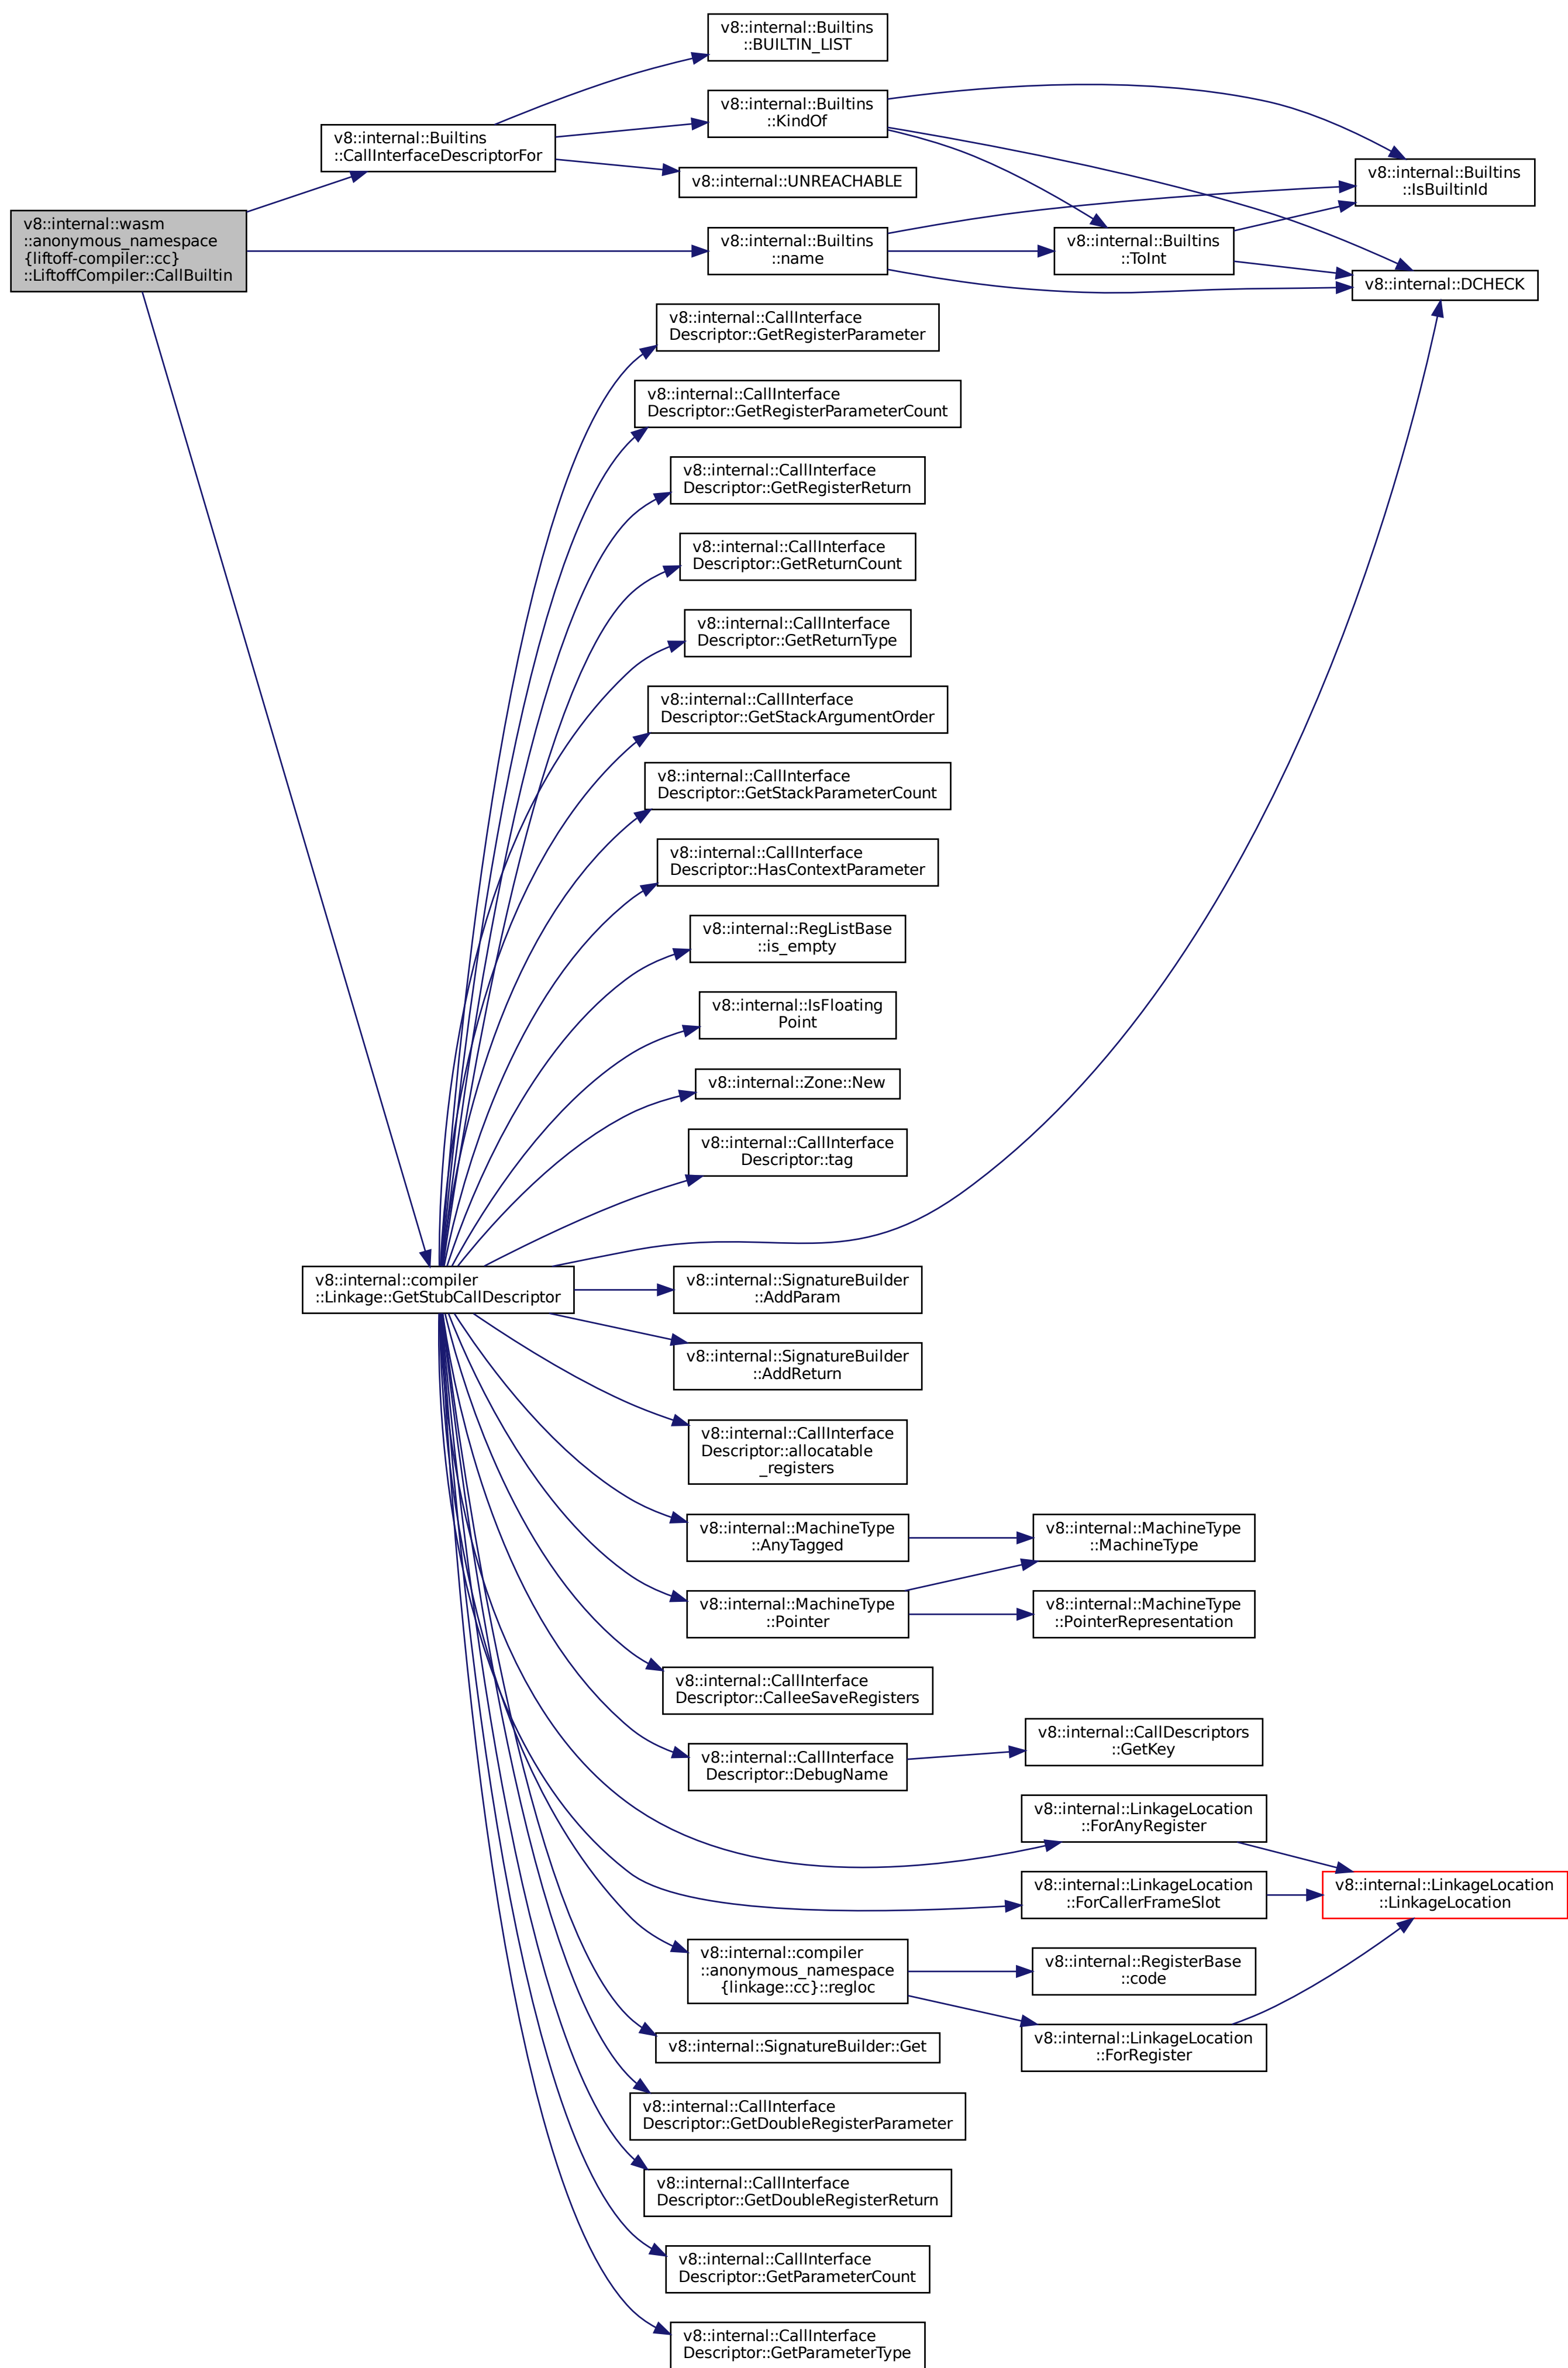 v8::internal::Builtins
::BUILTIN_LIST
v8::internal::Builtins
::KindOf
v8::internal::Builtins
::CallInterfaceDescriptorFor
v8::internal::UNREACHABLE
v8::internal::Builtins
::IsBuiltinId
v8::internal::wasm
::anonymous_namespace
{liftoff-compiler::cc}
::LiftoffCompiler::CallBuiltin
v8::internal::Builtins
::name
v8::internal::Builtins
::ToInt
v8::internal::DCHECK
v8::internal::CallInterface
Descriptor::GetRegisterParameter
v8::internal::CallInterface
Descriptor::GetRegisterParameterCount
v8::internal::CallInterface
Descriptor::GetRegisterReturn
v8::internal::CallInterface
Descriptor::GetReturnCount
v8::internal::CallInterface
Descriptor::GetReturnType
v8::internal::CallInterface
Descriptor::GetStackArgumentOrder
v8::internal::CallInterface
Descriptor::GetStackParameterCount
v8::internal::CallInterface
Descriptor::HasContextParameter
v8::internal::RegListBase
::is_empty
v8::internal::IsFloating
Point
v8::internal::Zone::New
v8::internal::CallInterface
Descriptor::tag
v8::internal::compiler
::Linkage::GetStubCallDescriptor
v8::internal::SignatureBuilder
::AddParam
v8::internal::SignatureBuilder
::AddReturn
v8::internal::CallInterface
Descriptor::allocatable
_registers
v8::internal::MachineType
::AnyTagged
v8::internal::MachineType
::MachineType
v8::internal::MachineType
::Pointer
v8::internal::MachineType
::PointerRepresentation
v8::internal::CallInterface
Descriptor::CalleeSaveRegisters
v8::internal::CallInterface
Descriptor::DebugName
v8::internal::CallDescriptors
::GetKey
v8::internal::LinkageLocation
::ForAnyRegister
v8::internal::LinkageLocation
::ForCallerFrameSlot
v8::internal::LinkageLocation
::LinkageLocation
v8::internal::compiler
::anonymous_namespace
{linkage::cc}::regloc
v8::internal::RegisterBase
::code
v8::internal::LinkageLocation
::ForRegister
v8::internal::SignatureBuilder::Get
v8::internal::CallInterface
Descriptor::GetDoubleRegisterParameter
v8::internal::CallInterface
Descriptor::GetDoubleRegisterReturn
v8::internal::CallInterface
Descriptor::GetParameterCount
v8::internal::CallInterface
Descriptor::GetParameterType